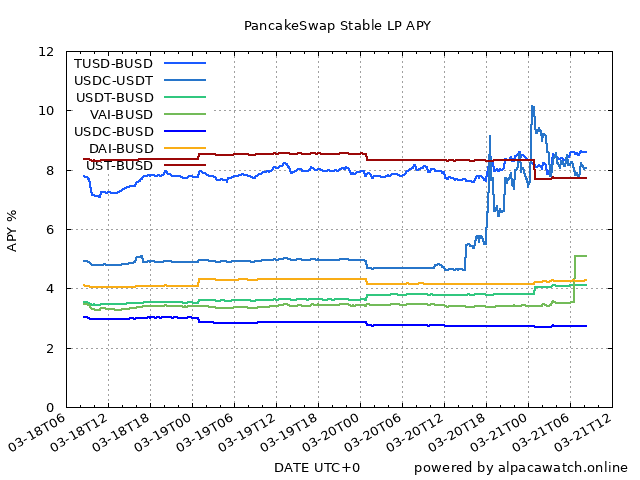 PancakeSwap Stable LP APY
12
10
8
6
4
2
0
APY %
TUSD-BUSD
USDC-USDT
USDT-BUSD
VAI-BUSD
USDC-BUSD
DAI-BUSD
UST-BUSD
03-18T06
03-18T12
03-18T18
03-19T00
03-19T06
03-19T12
03-19T18
03-20T00
03-20T06
03-20T12
03-20T18
03-21T00
03-21T06
03-21T12
DATE UTC+0
powered by alpacawatch.online